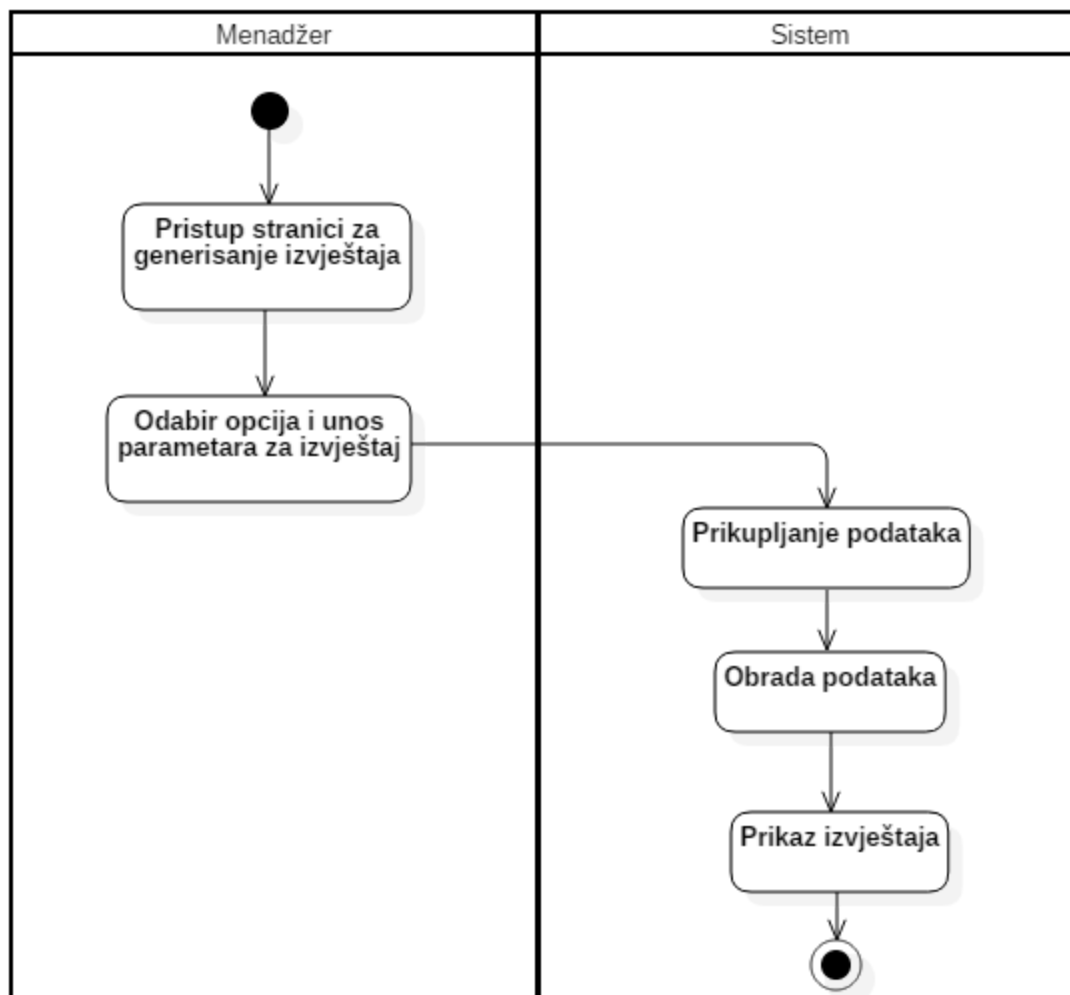 Menadžer
Sistem
Pristup stranici za
generisanje izvještaja
Odabir opcija i unos
parametara za izvještaj
Prikupljanje podataka
Obrada podataka
Prikaz izvještaja